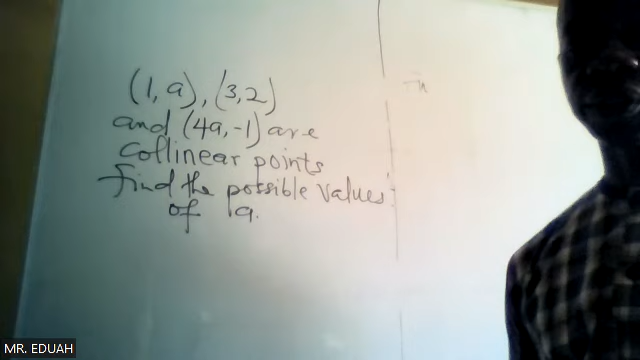 (1, a), (3,2)
and (4a, -1) are
collinear points
find the possible values
of a.
MR. EDUAH